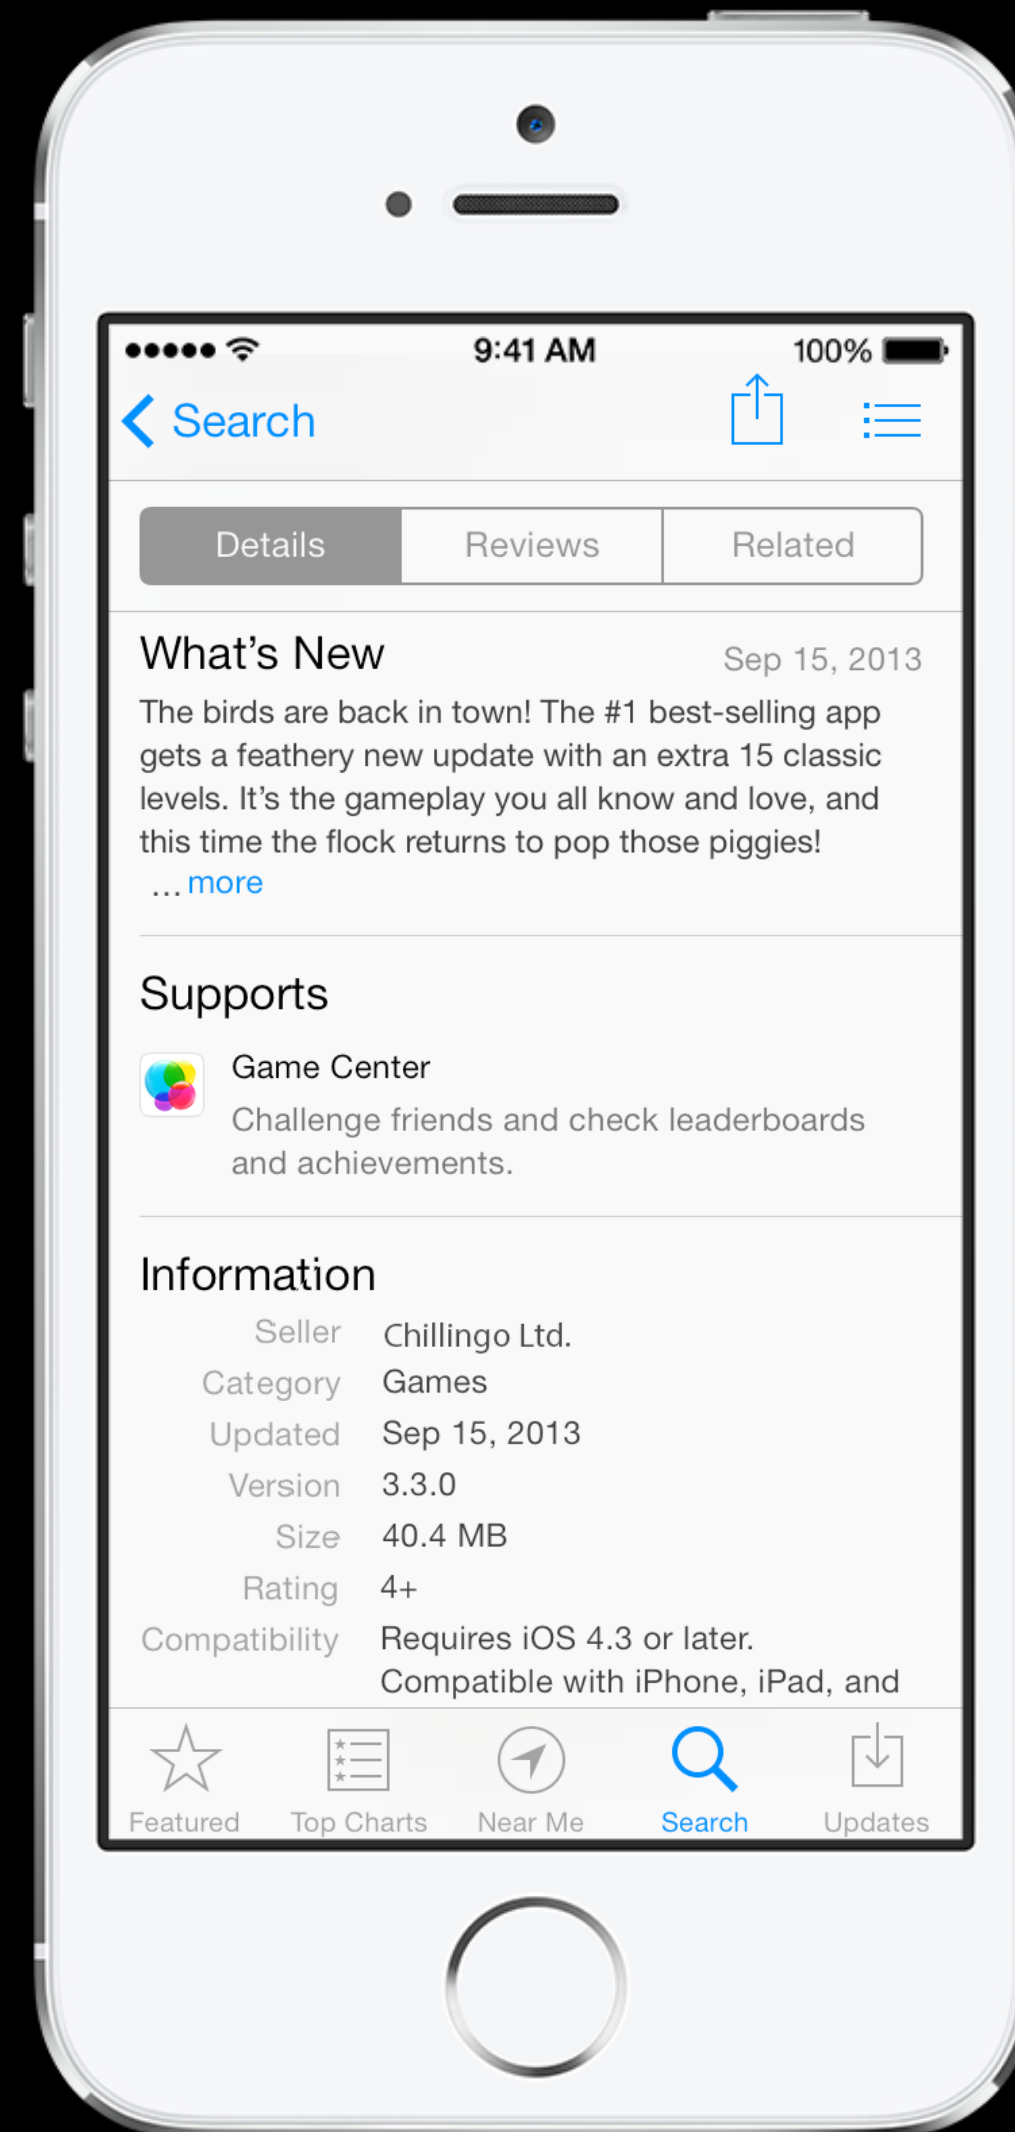 9:41 AM 100%
Search
Details Reviews Related
What's New Sep 15, 2013
The birds are back in town! The #1 best-selling app
gets a feathery new update with an extra 15 classic
levels. It's the gameplay you all know and love, and
this time the flock returns to pop those piggies!
... more
Supports
Game Center
Challenge friends and check leaderboards
and achievements.
Information
Seller Chillingo Ltd.
Category Games
Updated Sep 15, 2013
Version 3.3.0
Size 40.4 MB
Rating 4+
Compatibility Requires iOS 4.3 or later.
Compatible with iPhone, iPad, and
Featured Top Charts Near Me Search Updates